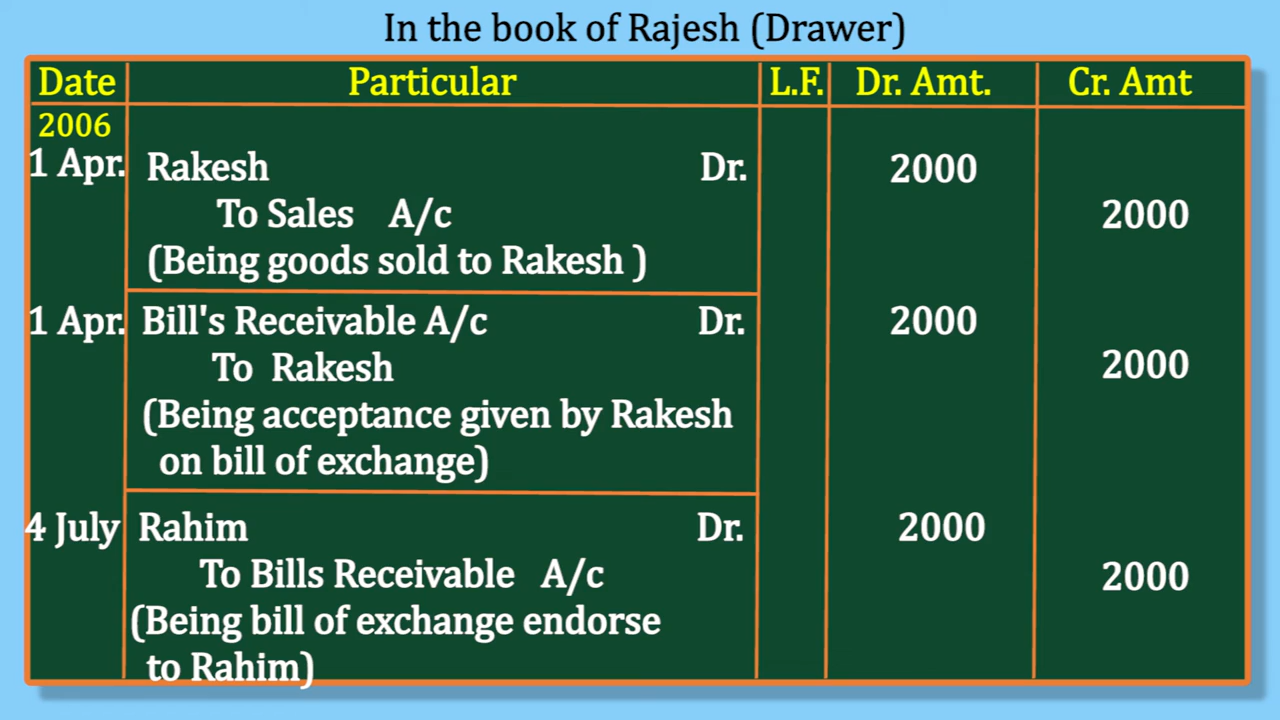 In the book of Rajesh (Drawer)
Date Particular L.F. Dr. Amt. Cr. Amt
2006
1 Apr. Rakesh Dr. 2000
To Sales A/c 2000
(Being goods sold to Rakesh )
1 Apr. Bill's Receivable A/c Dr. 2000
To Rakesh 2000
(Being acceptance given by Rakesh
on bill of exchange)
4 July Rahim Dr. 2000
To Bills Receivable A/c 2000
(Being bill of exchange endorse
to Rahim)